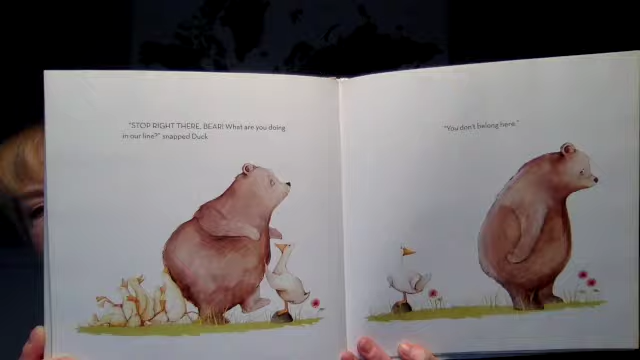 "STOP RIGHT THERE, BEAR! What are you doing
in our line?" snapped Duck
"You don't belong here."